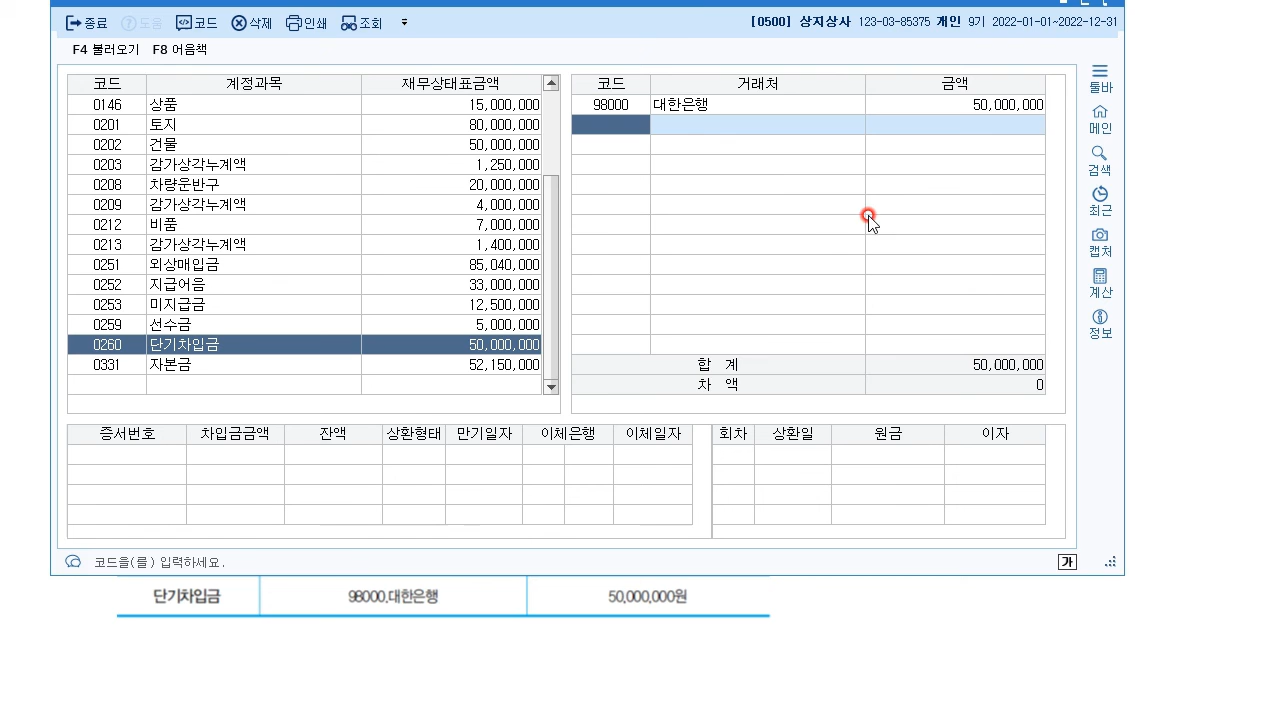 종료 도움 코드 삭제 인쇄 조회 [0500] 상지상사 123-03-85375 개인 9기 2022-01-01~2022-12-31
F4 불러오기 F8 어음책
코드 계정과목 재무상태표금액
0146 상품 15,000,000
0201 토지 80,000,000
0202 건물 50,000,000
0203 감가상각누계액 1,250,000
0208 차량운반구 20,000,000
0209 감가상각누계액 4,000,000
0212 비품 7,000,000
0213 감가상각누계액 1,400,000
0251 외상매입금 85,040,000
0252 지급어음 33,000,000
0253 미지급금 12,500,000
0259 선수금 5,000,000
0260 단기차입금 50,000,000
0331 자본금 52,150,000
코드 거래처 금액
98000 대한은행 50,000,000
합 계 50,000,000
차 액 0
툴바
메인
검색
최근
캡처
계산
정보
증서번호 차입금금액 잔액 상환형태 만기일자 이체은행 이체일자
회차 상환일 원금 이자
코드을(를) 입력하세요. 가
단기차입금 98000.대한은행 50,000,000원